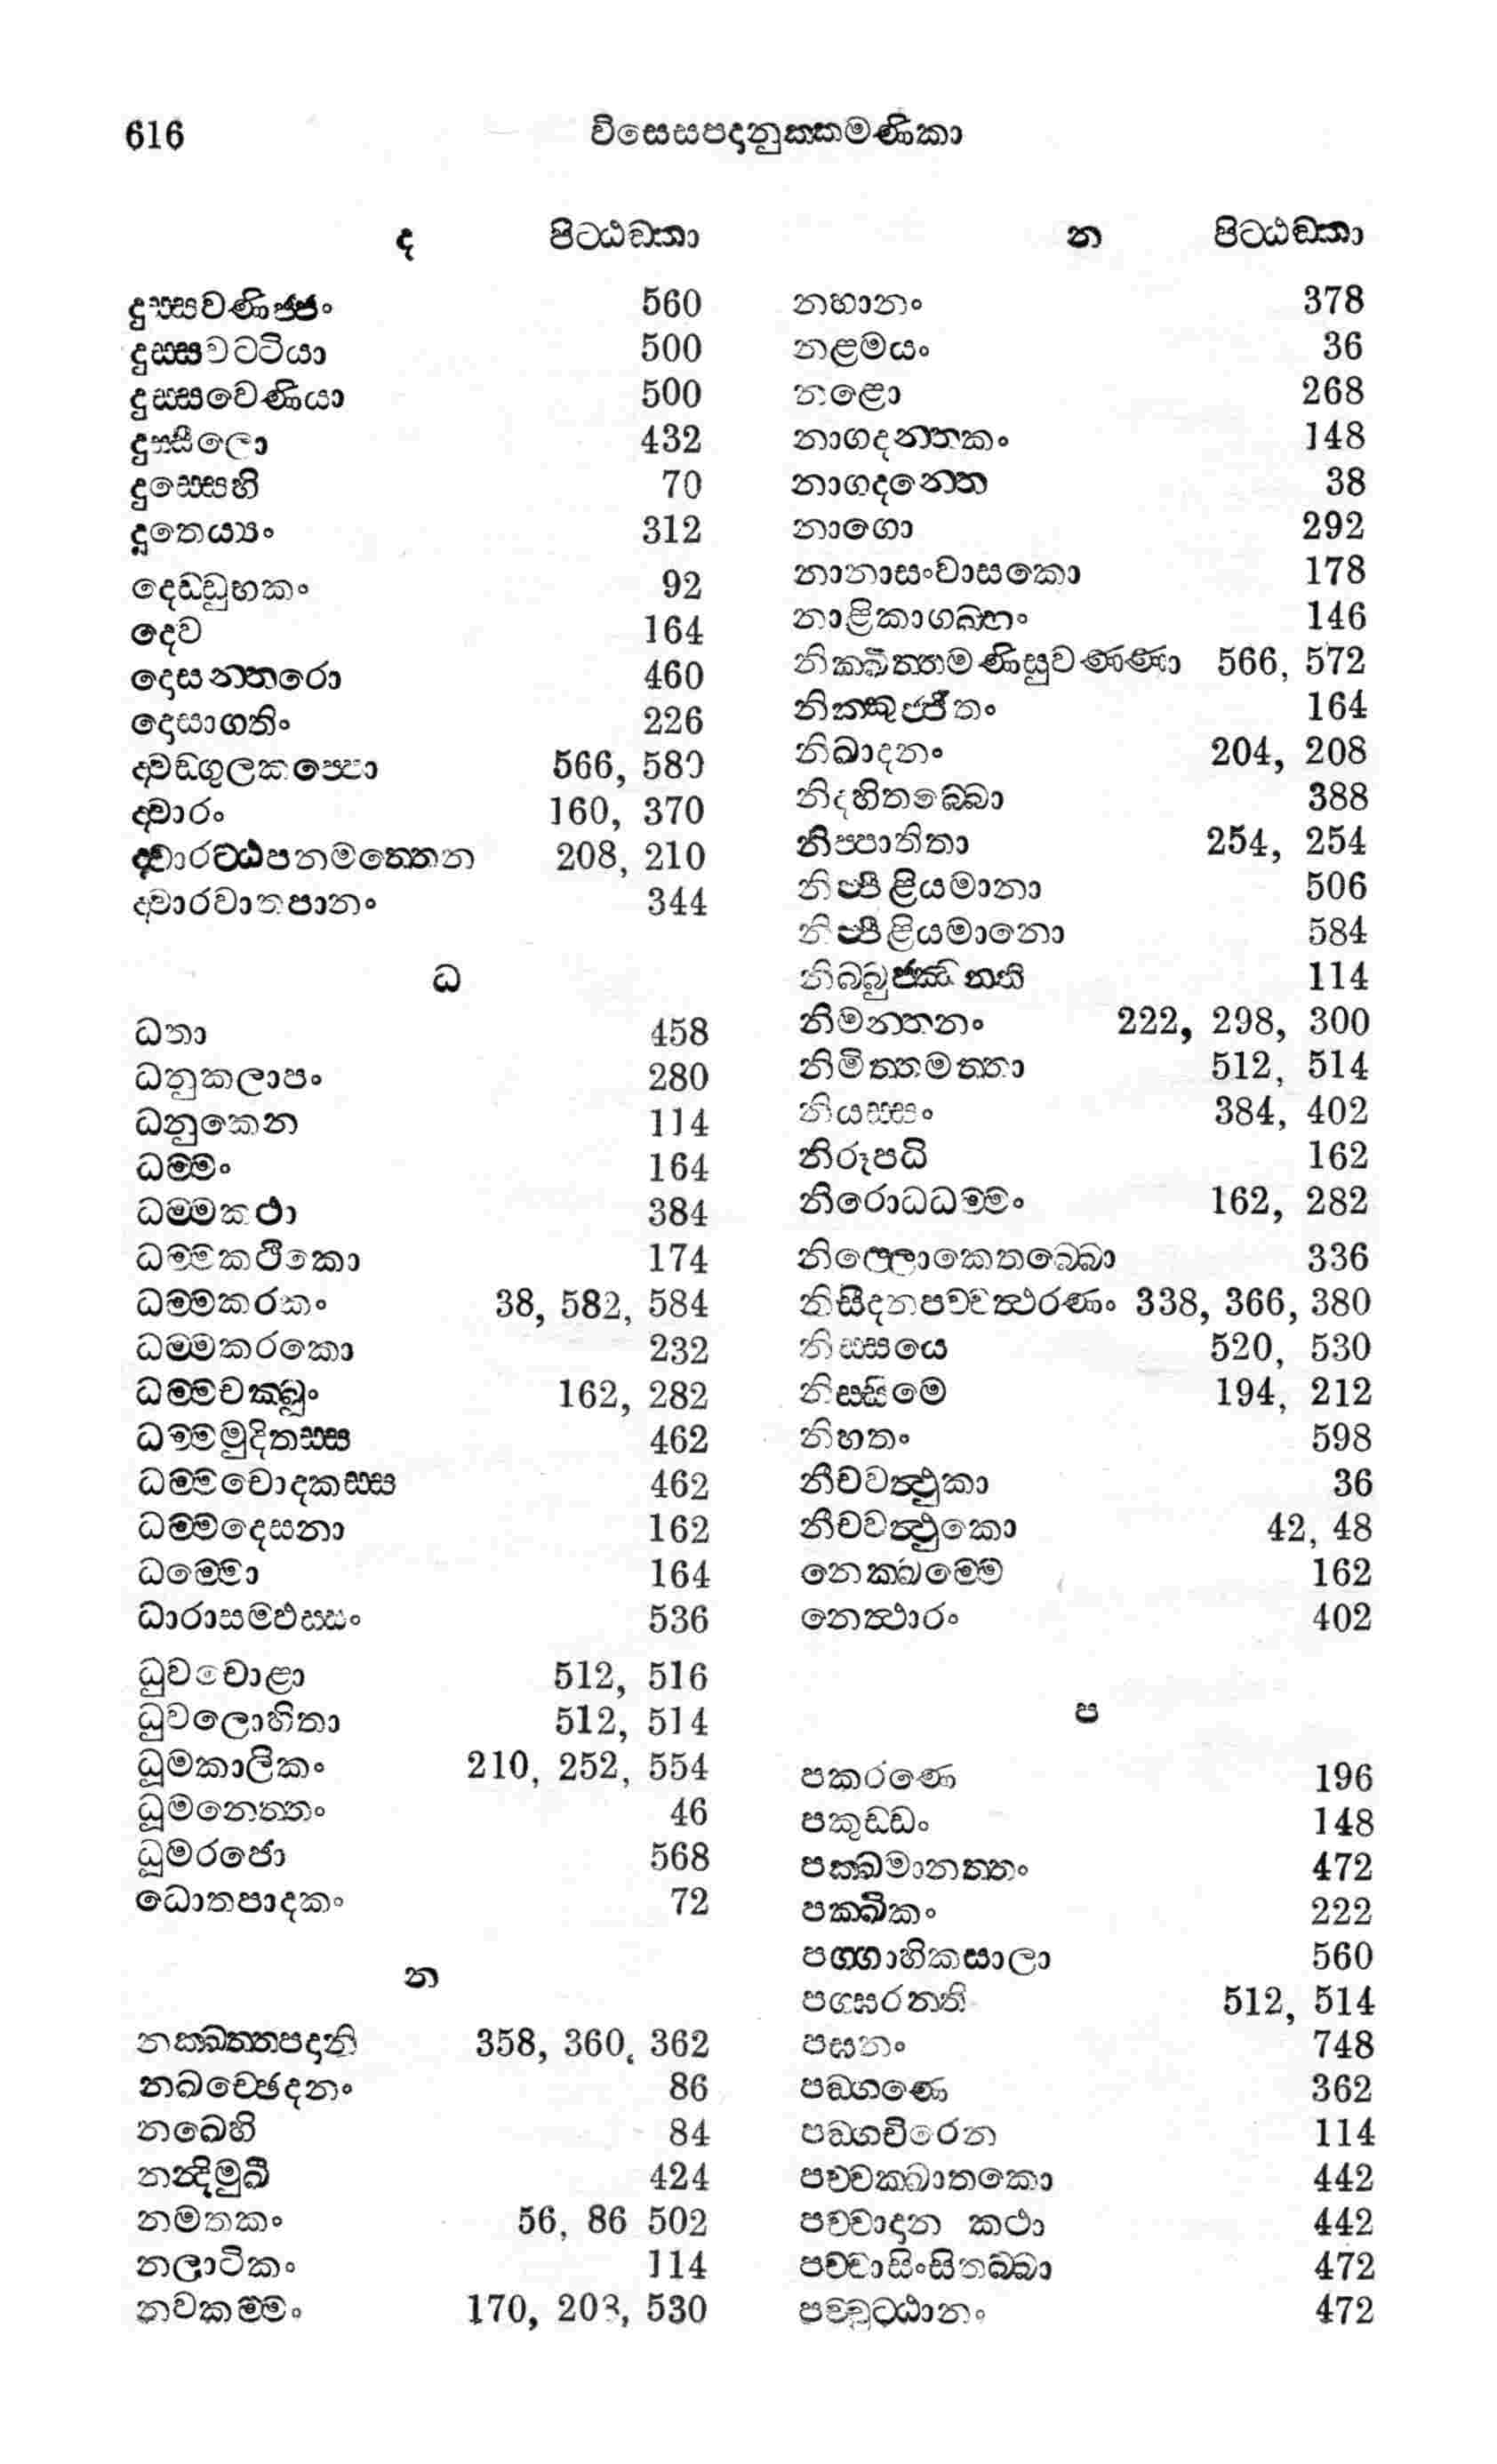 616
විසෙසපදානුක්කමණිකා
ද පිට්ඨඞ්කා
දුස්සවණිජ්ජං 560
දුස්සවට්ටියා 500
දුස්සවෙණියා 500
දුස්සීලො 432
දුස්සෙහි 70
දූතෙය්‍යං 312
දෙඩ්ඩුභකං 92
දෙව 164
දොසන්තරො 460
දොසාගතිං 226
ද්වඞ්ගුලකප්පො 566, 580
ද්වාරං 160, 370
ද්වාරට්ඨපනමත්තෙන 208, 210
ද්වාරවාතපානං 344
ධ
ධතා 458
ධනුකලාපං 280
ධනුකෙන 114
ධම්මං 164
ධම්මකථා 384
ධම්මකථිකො 174
ධම්මකරකං 38, 582, 584
ධම්මකරකො 232
ධම්මචක්ඛුං 162, 282
ධම්මමුදිතස්ස 462
ධම්මචොදකස්ස 462
ධම්මදෙසනා 162
ධම්මො 164
ධාරාසම්ඵස්සං 536
ධුවචොළා 512, 516
ධුවලොහිතා 512, 514
ධූමකාලිකං 210, 252, 554
ධූමනෙත්තං 46
ධූමරජො 568
ධොතපාදකං 72
න
නක්ඛත්තපදානි 358, 360, 362
නඛච්ඡෙදනං 86
නඛෙහි 84
නන්දිමුඛී 424
නමතකං 56, 86 502
නලාටිකං 114
නවකම්මං 170, 203, 530
න පිට්ඨඞ්කා
නහානං 378
නළමයං 36
නළො 268
නාගදන්තකං 148
නාගදන්තෙ 38
නාගො 292
නානාසංවාසකො 178
නාළිකාගබ්භං 146
නික්ඛිත්තමණිසුවණ්ණා 566, 572
නික්කුජ්ජිතං 164
නිඛාදනං 204, 208
නිදහිතබ්බො 388
නිප්පාතිතා 254, 254
නිප්පීළියමානා 506
නිප්පීළියමානො 584
නිබ්බුජ්ඣන්ති 114
නිමන්තනං 222, 298, 300
නිමිත්තමත්තා 512, 514
නියස්සං 384, 402
නිරූපධි 162
නිරොධධම්මං 162, 282
නිල්ලොකෙතබ්බො 336
නිසීදනපච්චත්ථරණං 338, 366, 380
නිස්සයෙ 520, 530
නිස්සීමෙ 194, 212
නිහතං 598
නීචවත්ථුකා 36
නීචවත්ථුකො 42, 48
නෙක්ඛම්මෙ 162
නෙත්ථාරං 402
ප
පකරණෙ 196
පකුඩ්ඩං 148
පක්ඛමානත්තං 472
පක්ඛිකං 222
පග්ගාහිකසාලා 560
පග්ඝරන්ති 512, 514
පඝනං 748
පඞ්ගණෙ 362
පඞ්ගචීරෙන 114
පච්චක්ඛාතකො 442
පච්චාදාන කථා 442
පච්චාසිංසිතබ්බා 472
පච්චුට්ඨානං 472